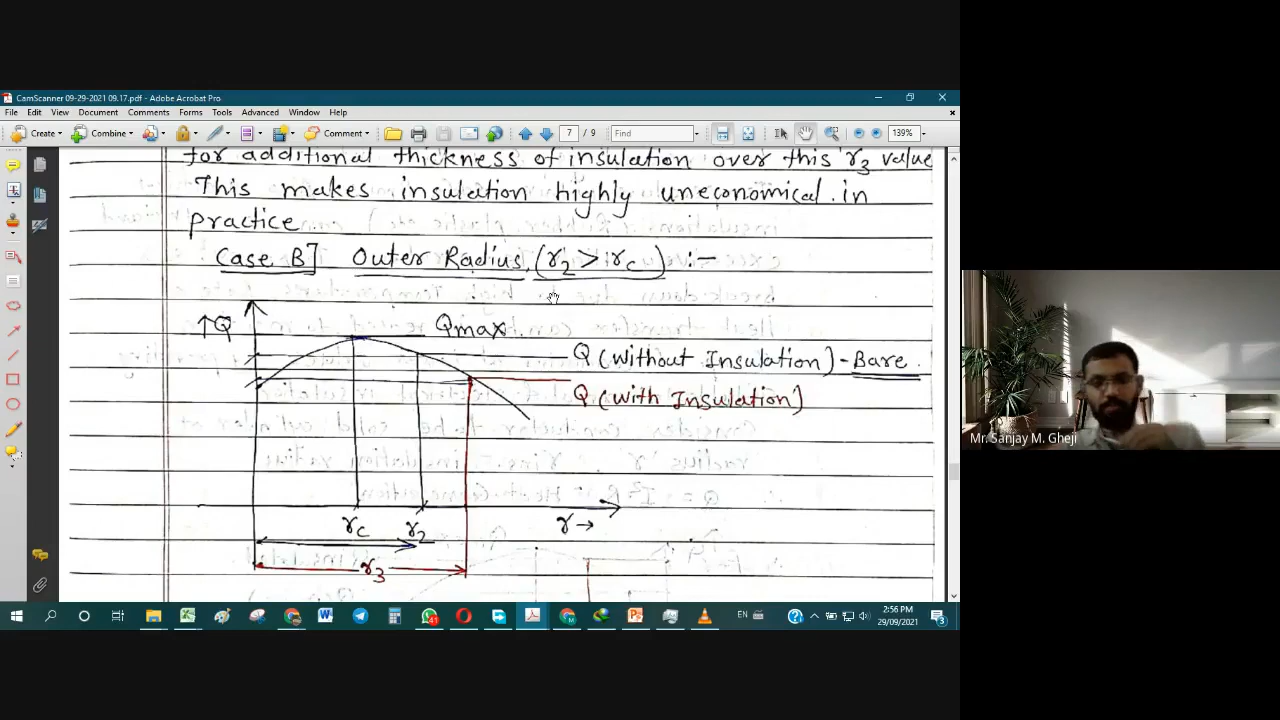 CamScanner 09-29-2021 09.17.pdf - Adobe Acrobat Pro
File Edit View Document Comments Forms Tools Advanced Window Help
Create Combine Comment 7 / 9 Find 139%
for additional thickness of insulation over this r3 value
This makes insulation highly uneconomical in
practice
Case B] Outer Radius (r2 > rc) :-
↑Q Qmax
Q (without Insulation) - Bare.
Q (with Insulation)
rc r2 r→
r3
Mr. Sanjay M. Gheji
EN 2:56 PM
29/09/2021